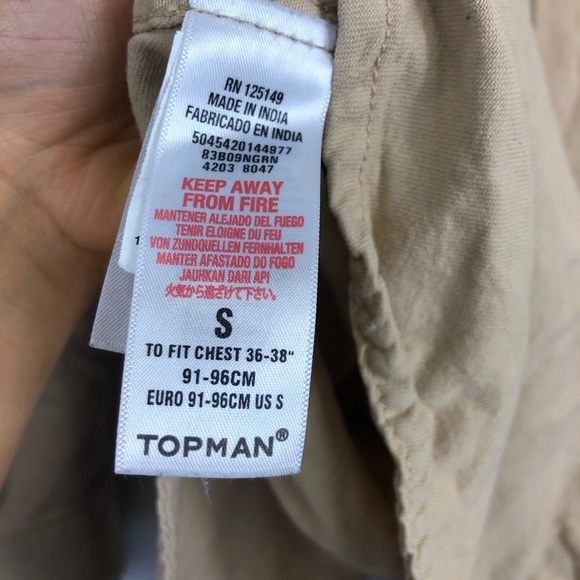 RN 125149
MADE IN INDIA
FABRICADO EN INDIA
5045420144977
83B09NGRN
4203 8047
KEEP AWAY
FROM FIRE
MANTENER ALEJADO DEL FUEGO
TENIR ELOIGNE DU FEU
VON ZUNDQUELLEN FERNHALTEN
MANTER AFASTADO DO FOGO
JAUHKAN DARI API
火気から遠ざけて下さい。
S
TO FIT CHEST 36-38"
91-96CM
EURO 91-96CM US S
TOPMAN®